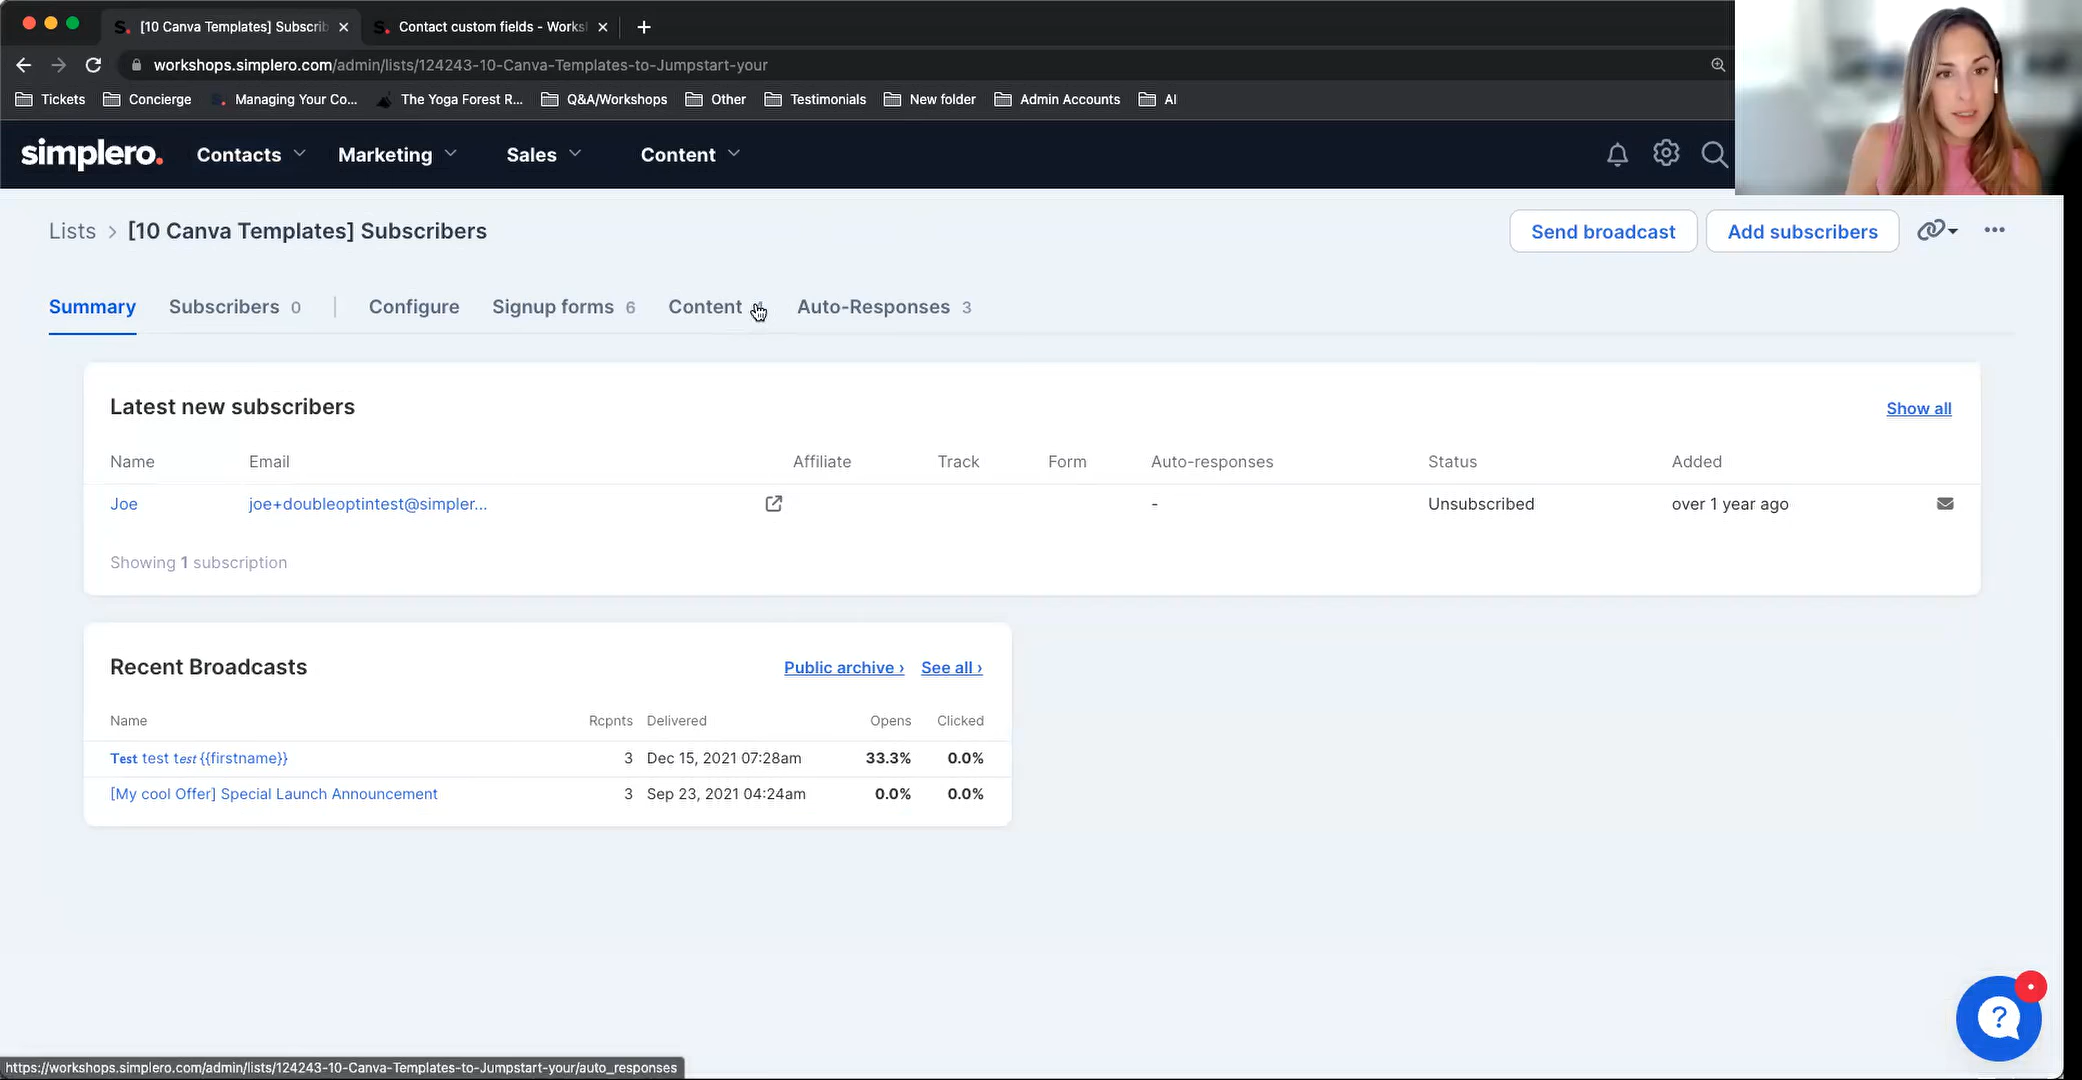 [10 Canva Templates] Subscrib
Contact custom fields - Works
workshops.simplero.com/admin/lists/124243-10-Canva-Templates-to-Jumpstart-your
Tickets Concierge Managing Your Co... The Yoga Forest R... Q&A/Workshops Other Testimonials New folder Admin Accounts AI
simplero. Contacts Marketing Sales Content
Lists > [10 Canva Templates] Subscribers
Send broadcast Add subscribers
Summary Subscribers 0 Configure Signup forms 6 Content Auto-Responses 3
Latest new subscribers Show all
Name Email Affiliate Track Form Auto-responses Status Added
Joe joe+doubleoptintest@simpler... - Unsubscribed over 1 year ago
Showing 1 subscription
Recent Broadcasts Public archive › See all ›
Name Rcpnts Delivered Opens Clicked
Test test test {{firstname}} 3 Dec 15, 2021 07:28am 33.3% 0.0%
[My cool Offer] Special Launch Announcement 3 Sep 23, 2021 04:24am 0.0% 0.0%
?
https://workshops.simplero.com/admin/lists/124243-10-Canva-Templates-to-Jumpstart-your/auto_responses